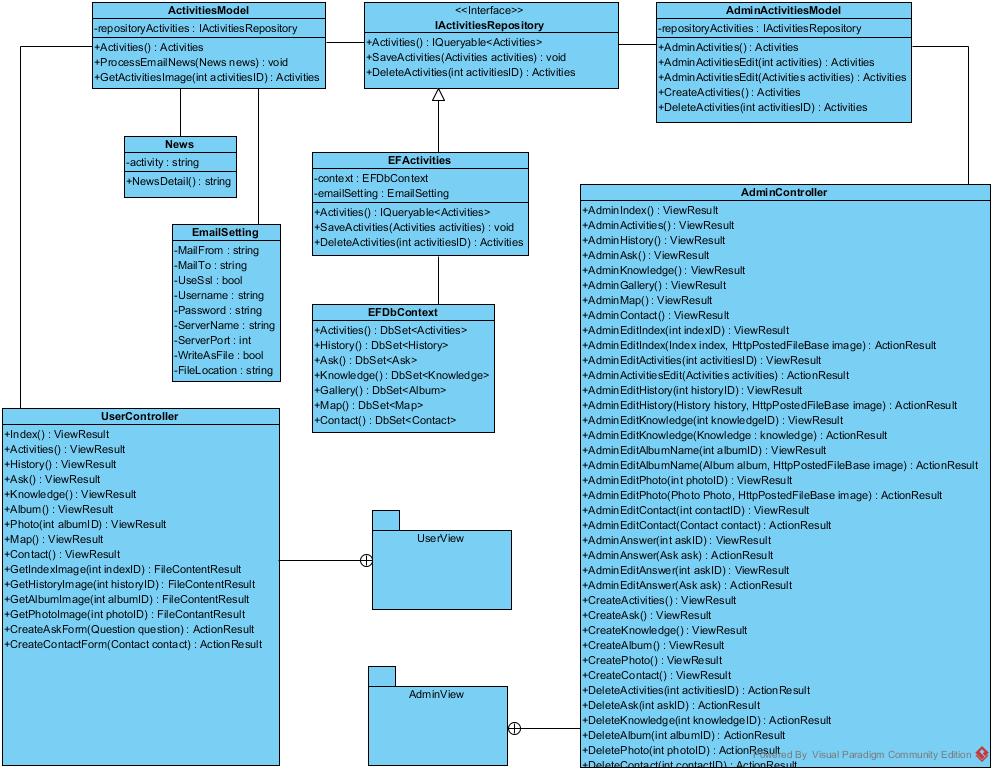 ActivitiesModel
-repositoryActivities : IActivitiesRepository
+Activities() : Activities
+ProcessEmailNews(News news) : void
+GetActivitiesImage(int activitiesID) : Activities
<<Interface>>
IActivitiesRepository
+Activities() : IQueryable<Activities>
+SaveActivities(Activities activities) : void
+DeleteActivities(int activitiesID) : Activities
AdminActivitiesModel
-repositoryActivities : IActivitiesRepository
+AdminActivities() : Activities
+AdminActivitiesEdit(int activities) : Activities
+AdminActivitiesEdit(Activities activities) : Activities
+CreateActivities() : Activities
+DeleteActivities(int activitiesID) : Activities
News
-activity : string
+NewsDetail() : string
EFActivities
-context : EFDbContext
-emailSetting : EmailSetting
+Activities() : IQueryable<Activities>
+SaveActivities(Activities activities) : void
+DeleteActivities(int activitiesID) : Activities
EmailSetting
-MailFrom : string
-MailTo : string
-UseSsl : bool
-Username : string
-Password : string
-ServerName : string
-ServerPort : int
-WriteAsFile : bool
-FileLocation : string
EFDbContext
+Activities() : DbSet<Activities>
+History() : DbSet<History>
+Ask() : DbSet<Ask>
+Knowledge() : DbSet<Knowledge>
+Gallery() : DbSet<Album>
+Map() : DbSet<Map>
+Contact() : DbSet<Contact>
AdminController
+AdminIndex() : ViewResult
+AdminActivities() : ViewResult
+AdminHistory() : ViewResult
+AdminAsk() : ViewResult
+AdminKnowledge() : ViewResult
+AdminGallery() : ViewResult
+AdminMap() : ViewResult
+AdminContact() : ViewResult
+AdminEditIndex(int indexID) : ViewResult
+AdminEditIndex(Index index, HttpPostedFileBase image) : ActionResult
+AdminEditActivities(int activitiesID) : ViewResult
+AdminActivitiesEdit(Activities activities) : ActionResult
+AdminEditHistory(int historyID) : ViewResult
+AdminEditHistory(History history, HttpPostedFileBase image) : ActionResult
+AdminEditKnowledge(int knowledgeID) : ViewResult
+AdminEditKnowledge(Knowledge : knowledge) : ActionResult
+AdminEditAlbumName(int albumID) : ViewResult
+AdminEditAlbumName(Album album, HttpPostedFileBase image) : ActionResult
+AdminEditPhoto(int photoID) : ViewResult
+AdminEditPhoto(Photo Photo, HttpPostedFileBase image) : ActionResult
+AdminEditContact(int contactID) : ViewResult
+AdminEditContact(Contact contact) : ActionResult
+AdminAnswer(int askID) : ViewResult
+AdminAnswer(Ask ask) : ActionResult
+AdminEditAnswer(int askID) : ViewResult
+AdminEditAnswer(Ask ask) : ActionResult
+CreateActivities() : ViewResult
+CreateAsk() : ViewResult
+CreateKnowledge() : ViewResult
+CreateAlbum() : ViewResult
+CreatePhoto() : ViewResult
+CreateContact() : ViewResult
+DeleteActivities(int activitiesID) : ActionResult
+DeleteAsk(int askID) : ActionResult
+DeleteKnowledge(int knowledgeID) : ActionResult
+DeleteAlbum(int albumID) : ActionResult
+DeletePhoto(int photoID) : ActionResult
+DeleteContact(int contactID) : ActionResult
UserController
+Index() : ViewResult
+Activities() : ViewResult
+History() : ViewResult
+Ask() : ViewResult
+Knowledge() : ViewResult
+Album() : ViewResult
+Photo(int albumID) : ViewResult
+Map() : ViewResult
+Contact() : ViewResult
+GetIndexImage(int indexID) : FileContentResult
+GetHistoryImage(int historyID) : FileContentResult
+GetAlbumImage(int albumID) : FileContentResult
+GetPhotoImage(int photoID) : FileContantResult
+CreateAskForm(Question question) : ActionResult
+CreateContactForm(Contact contact) : ActionResult
UserView
AdminView
Powered By Visual Paradigm Community Edition